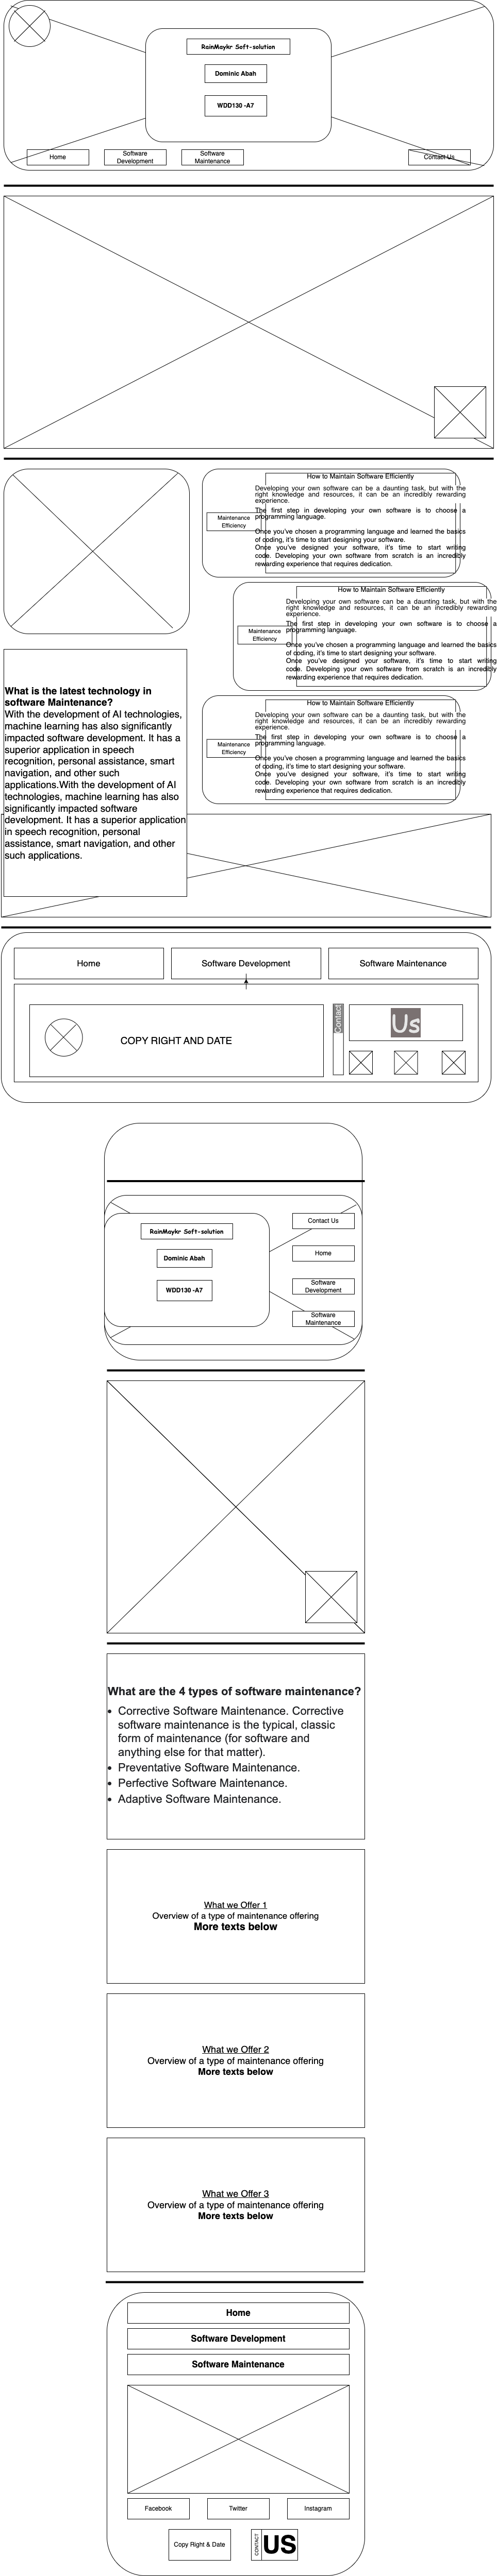 RainMaykr Soft-solution
Dominic Abah
WDD130 -A7
Home
Software
Development
Software
Maintenance
Contact Us
How to Maintain Software Efficiently
Developing your own software can be a daunting task, but with the
right knowledge and resources, it can be an incredibly rewarding
experience.
The first step in developing your own software is to choose a
programming language.
Once you've chosen a programming language and learned the basics
of coding, it's time to start designing your software.
Once you've designed your software, it's time to start writing
code. Developing your own software from scratch is an incredibly
rewarding experience that requires dedication.
Maintenance
Efficiency
How to Maintain Software Efficiently
Developing your own software can be a daunting task, but with the
right knowledge and resources, it can be an incredibly rewarding
experience.
The first step in developing your own software is to choose a
programming language.
Once you've chosen a programming language and learned the basics
of coding, it's time to start designing your software.
Once you've designed your software, it's time to start writing
code. Developing your own software from scratch is an incredibly
rewarding experience that requires dedication.
Maintenance
Efficiency
How to Maintain Software Efficiently
Developing your own software can be a daunting task, but with the
right knowledge and resources, it can be an incredibly rewarding
experience.
The first step in developing your own software is to choose a
programming language.
Once you've chosen a programming language and learned the basics
of coding, it's time to start designing your software.
Once you've designed your software, it's time to start writing
code. Developing your own software from scratch is an incredibly
rewarding experience that requires dedication.
Maintenance
Efficiency
What is the latest technology in
software Maintenance?
With the development of AI technologies,
machine learning has also significantly
impacted software development. It has a
superior application in speech
recognition, personal assistance, smart
navigation, and other such
applications.With the development of AI
technologies, machine learning has also
significantly impacted software
development. It has a superior application
in speech recognition, personal
assistance, smart navigation, and other
such applications.
Home
Software Development
Software Maintenance
COPY RIGHT AND DATE
Contact
Us
RainMaykr Soft-solution
Dominic Abah
WDD130 -A7
Contact Us
Home
Software
Development
Software
Maintenance
What are the 4 types of software maintenance?
• Corrective Software Maintenance. Corrective
software maintenance is the typical, classic
form of maintenance (for software and
anything else for that matter).
• Preventative Software Maintenance.
• Perfective Software Maintenance.
• Adaptive Software Maintenance.
What we Offer 1
Overview of a type of maintenance offering
More texts below
What we Offer 2
Overview of a type of maintenance offering
More texts below
What we Offer 3
Overview of a type of maintenance offering
More texts below
Home
Software Development
Software Maintenance
Facebook
Twitter
Instagram
Copy Right & Date
CONTACT
US